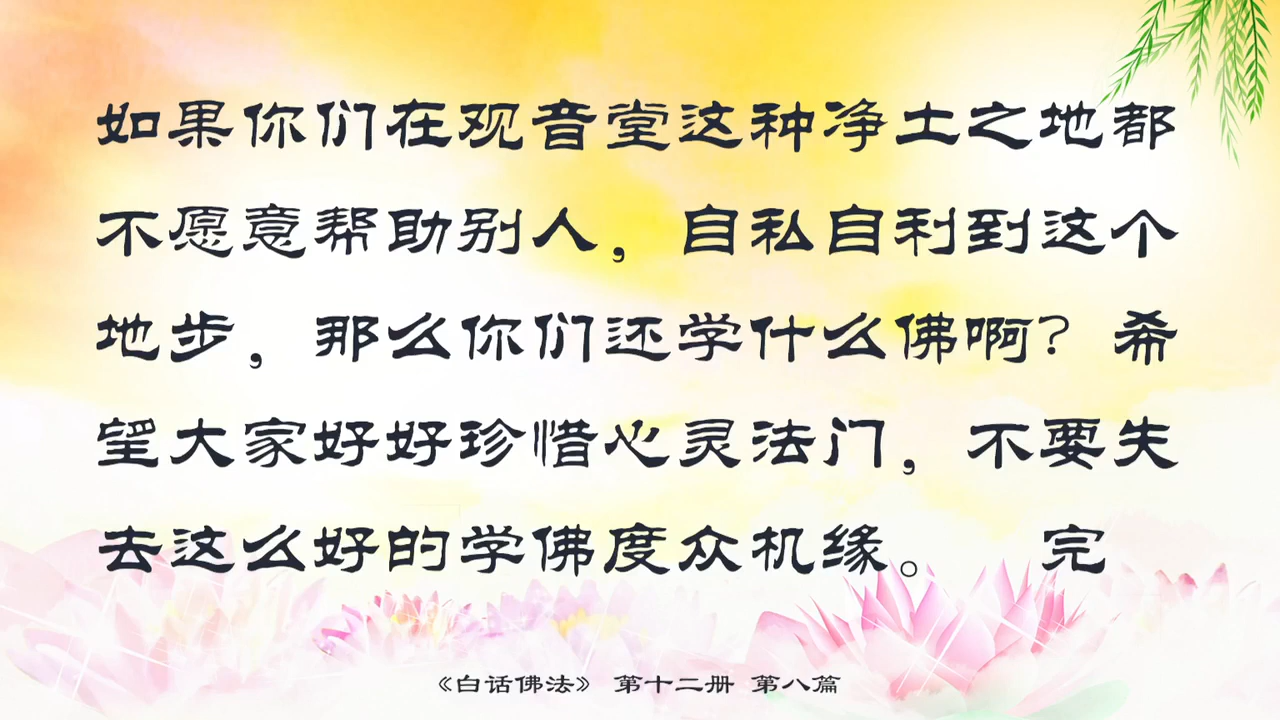 如果你们在观音堂这种净土之地都
不愿意帮助别人，自私自利到这个
地步，那么你们还学什么佛啊？希
望大家好好珍惜心灵法门，不要失
去这么好的学佛度众机缘。 完
《白话佛法》 第十二册 第八篇